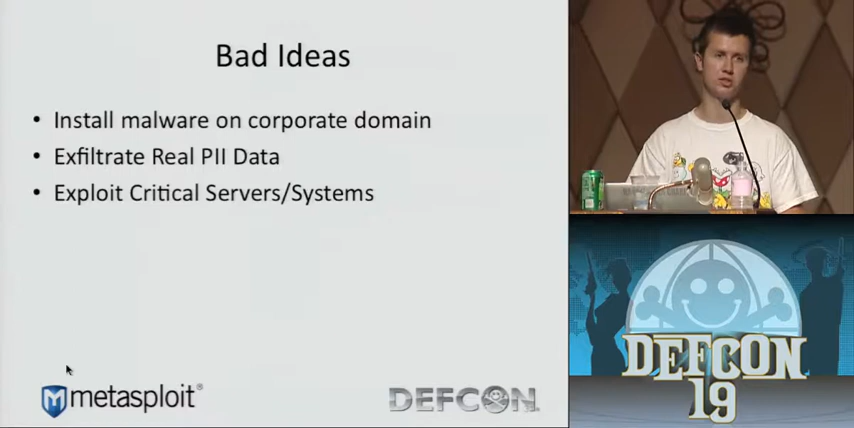 Bad Ideas
• Install malware on corporate domain
• Exfiltrate Real PII Data
• Exploit Critical Servers/Systems
metasploit®
DEFCON
DEFCON
19